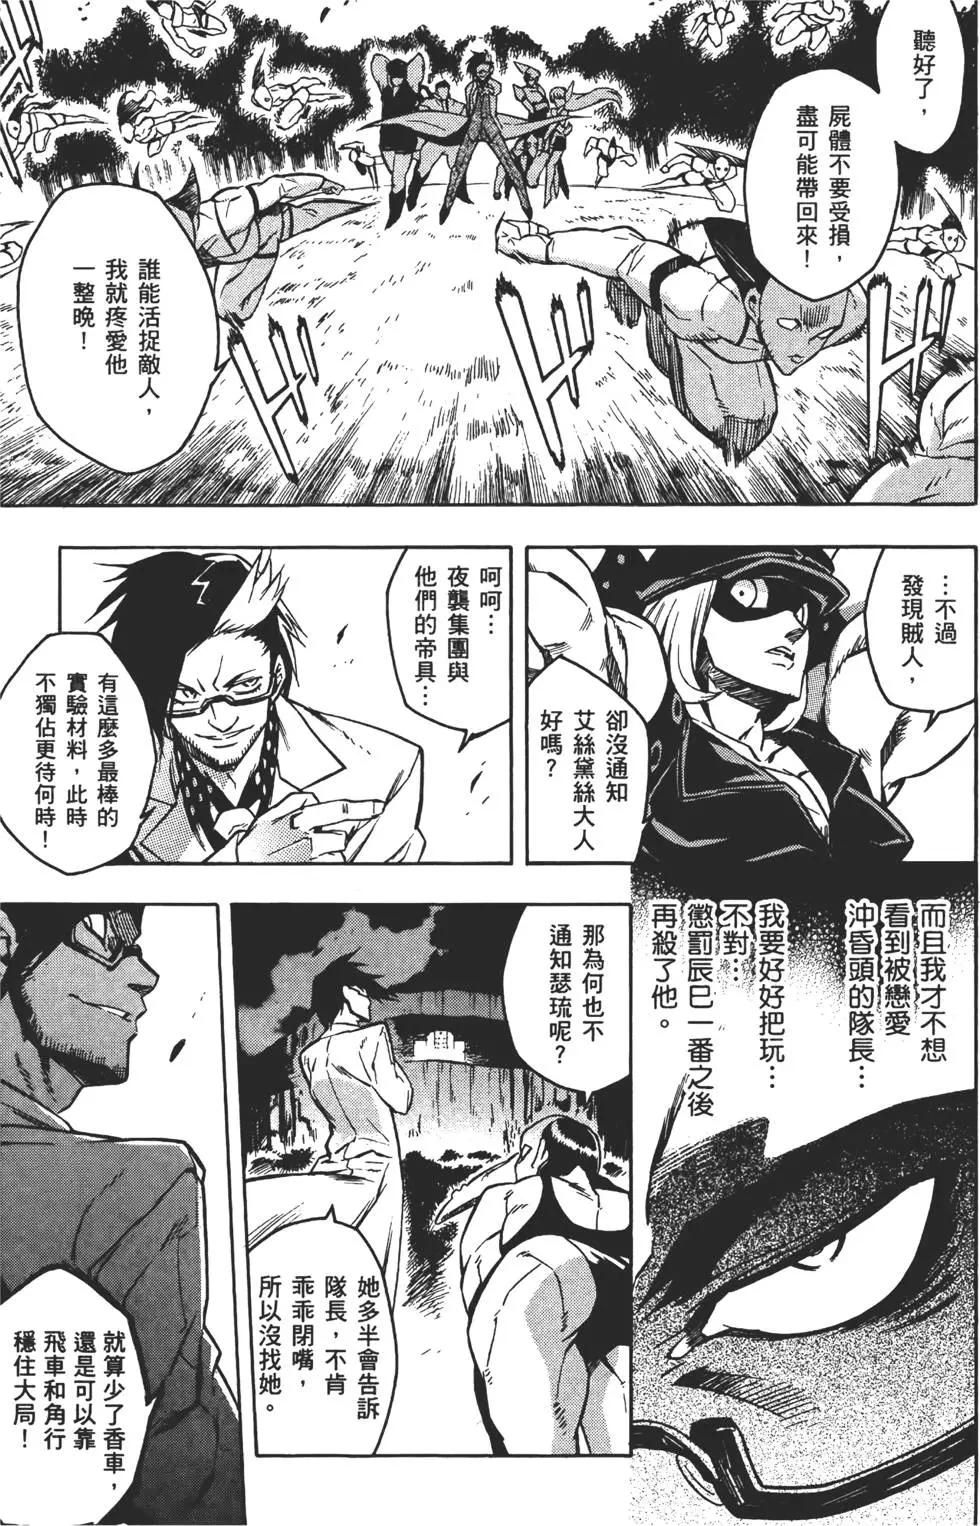 聽好了，
屍體不要受損，
盡可能帶回來！
誰能活捉敵人，
我就疼愛他
一整晚！
ド
ド
ド
ド
…不過
發現賊人，
卻沒通知
艾絲黛絲大人
好嗎？
呵呵…
夜襲集團與
他們的帝具…
有這麼多最棒的
實驗材料，此時
不獨佔更待何時！
而且我才不想
看到被戀愛
沖昏頭的隊長…
我要好好把玩…
不對…
懲罰辰巳一番之後
再殺了他。
那為何也不
通知瑟琉呢？
她多半會告訴
隊長，不肯
乖乖閉嘴，
所以沒找她。
就算少了香車，
還是可以靠
飛車和角行
穩住大局！